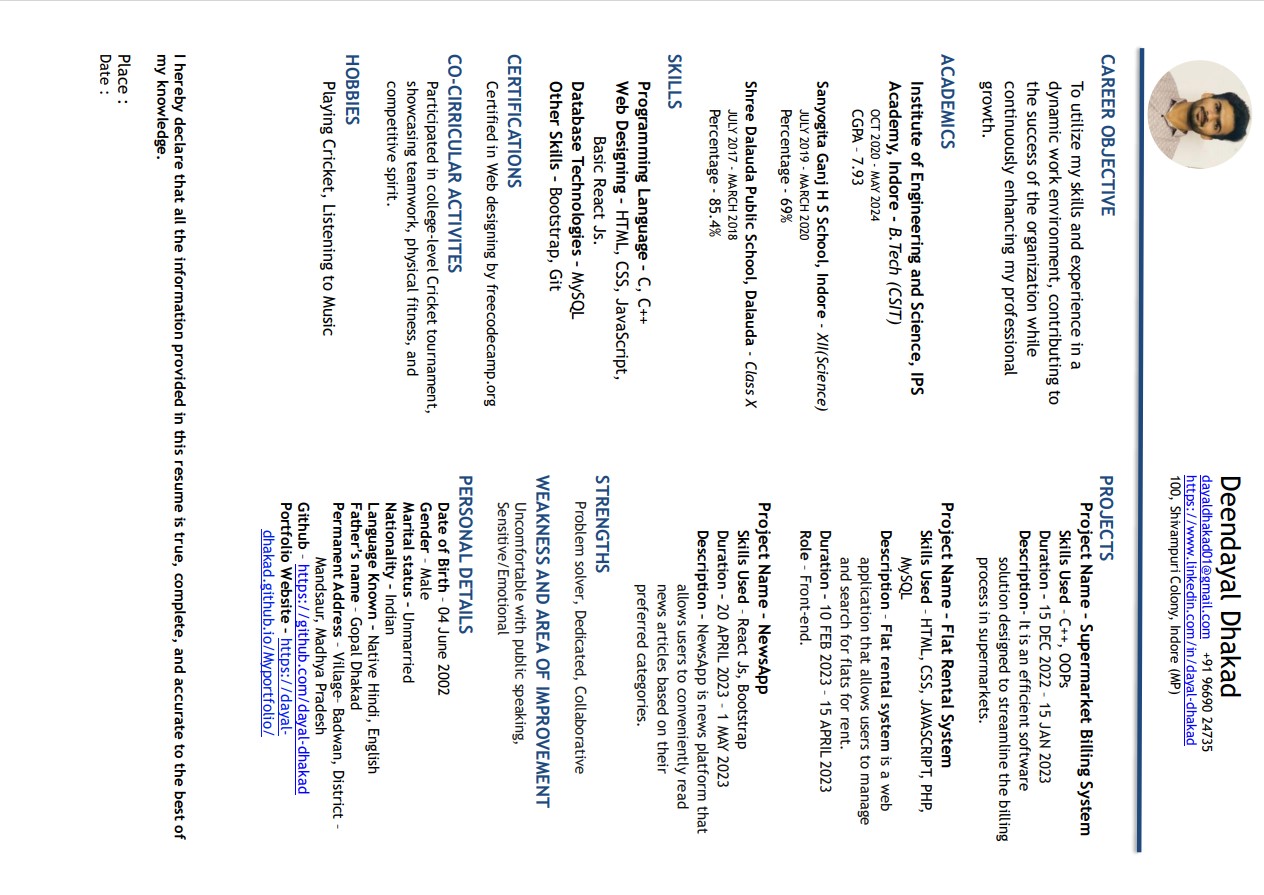 Deendayal Dhakad
dayaldhakad01@gmail.com +91 96690 24735
https://www.linkedin.com/in/dayal-dhakad
100, Shivampuri Colony, Indore (MP)
CAREER OBJECTIVE
To utilize my skills and experience in a
dynamic work environment, contributing to
the success of the organization while
continuously enhancing my professional
growth.
ACADEMICS
Institute of Engineering and Science, IPS
Academy, Indore - B.Tech (CSIT)
OCT 2020 - MAY 2024
CGPA – 7.93
Sanyogita Ganj H S School, Indore - XII(Science)
JULY 2019 - MARCH 2020
Percentage - 69%
Shree Dalauda Public School, Dalauda - Class X
JULY 2017 - MARCH 2018
Percentage - 85.4%
SKILLS
Programming Language – C, C++
Web Designing – HTML, CSS, JavaScript,
Basic React Js.
Database Technologies – MySQL
Other Skills – Bootstrap, Git
CERTIFICATIONS
Certified in Web designing by freecodecamp.org
CO-CIRRICULAR ACTIVITES
Participated in college-level Cricket tournament,
showcasing teamwork, physical fitness, and
competitive spirit.
HOBBIES
Playing Cricket, Listening to Music
PROJECTS
Project Name – Supermarket Billing System
Skills Used – C++, OOPs
Duration – 15 DEC 2022 – 15 JAN 2023
Description- It is an efficient software
solution designed to streamline the billing
process in supermarkets.
Project Name – Flat Rental System
Skills Used – HTML, CSS, JAVASCRIPT, PHP,
MySQL
Description – Flat rental system is a web
application that allows users to manage
and search for flats for rent.
Duration – 10 FEB 2023 – 15 APRIL 2023
Role – Front-end.
Project Name – NewsApp
Skills Used – React Js, Bootstrap
Duration – 20 APRIL 2023 – 1 MAY 2023
Description – NewsApp is news platform that
allows users to conveniently read
news articles based on their
preferred categories.
STRENGTHS
Problem solver, Dedicated, Collaborative
WEAKNESS AND AREA OF IMPROVEMENT
Uncomfortable with public speaking,
Sensitive/Emotional
PERSONAL DETAILS
Date of Birth – 04 June 2002
Gender – Male
Marital status – Unmarried
Nationality – Indian
Language Known – Native Hindi, English
Father's name – Gopal Dhakad
Permanent Address – Village- Badwan, District –
Mandsaur, Madhya Pradesh
Github – https://github.com/dayal-dhakad
Portfolio Website – https://dayal-
dhakad.github.io/Myportfolio/
I hereby declare that all the information provided in this resume is true, complete, and accurate to the best of
my knowledge.
Place :
Date :